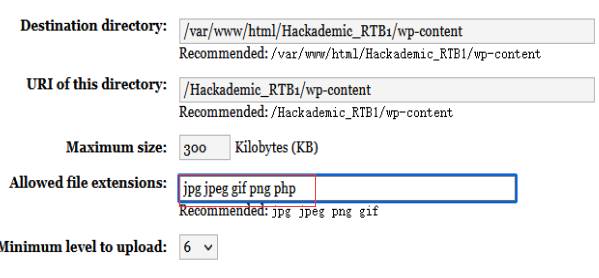 Destination directory: /var/www/html/Hackademic_RTB1/wp-content
Recommended: /var/www/html/Hackademic_RTB1/wp-content
URI of this directory: /Hackademic_RTB1/wp-content
Recommended: /Hackademic_RTB1/wp-content
Maximum size: 300 Kilobytes (KB)
Allowed file extensions: jpg jpeg gif png php
Recommended: jpg jpeg png gif
Minimum level to upload: 6